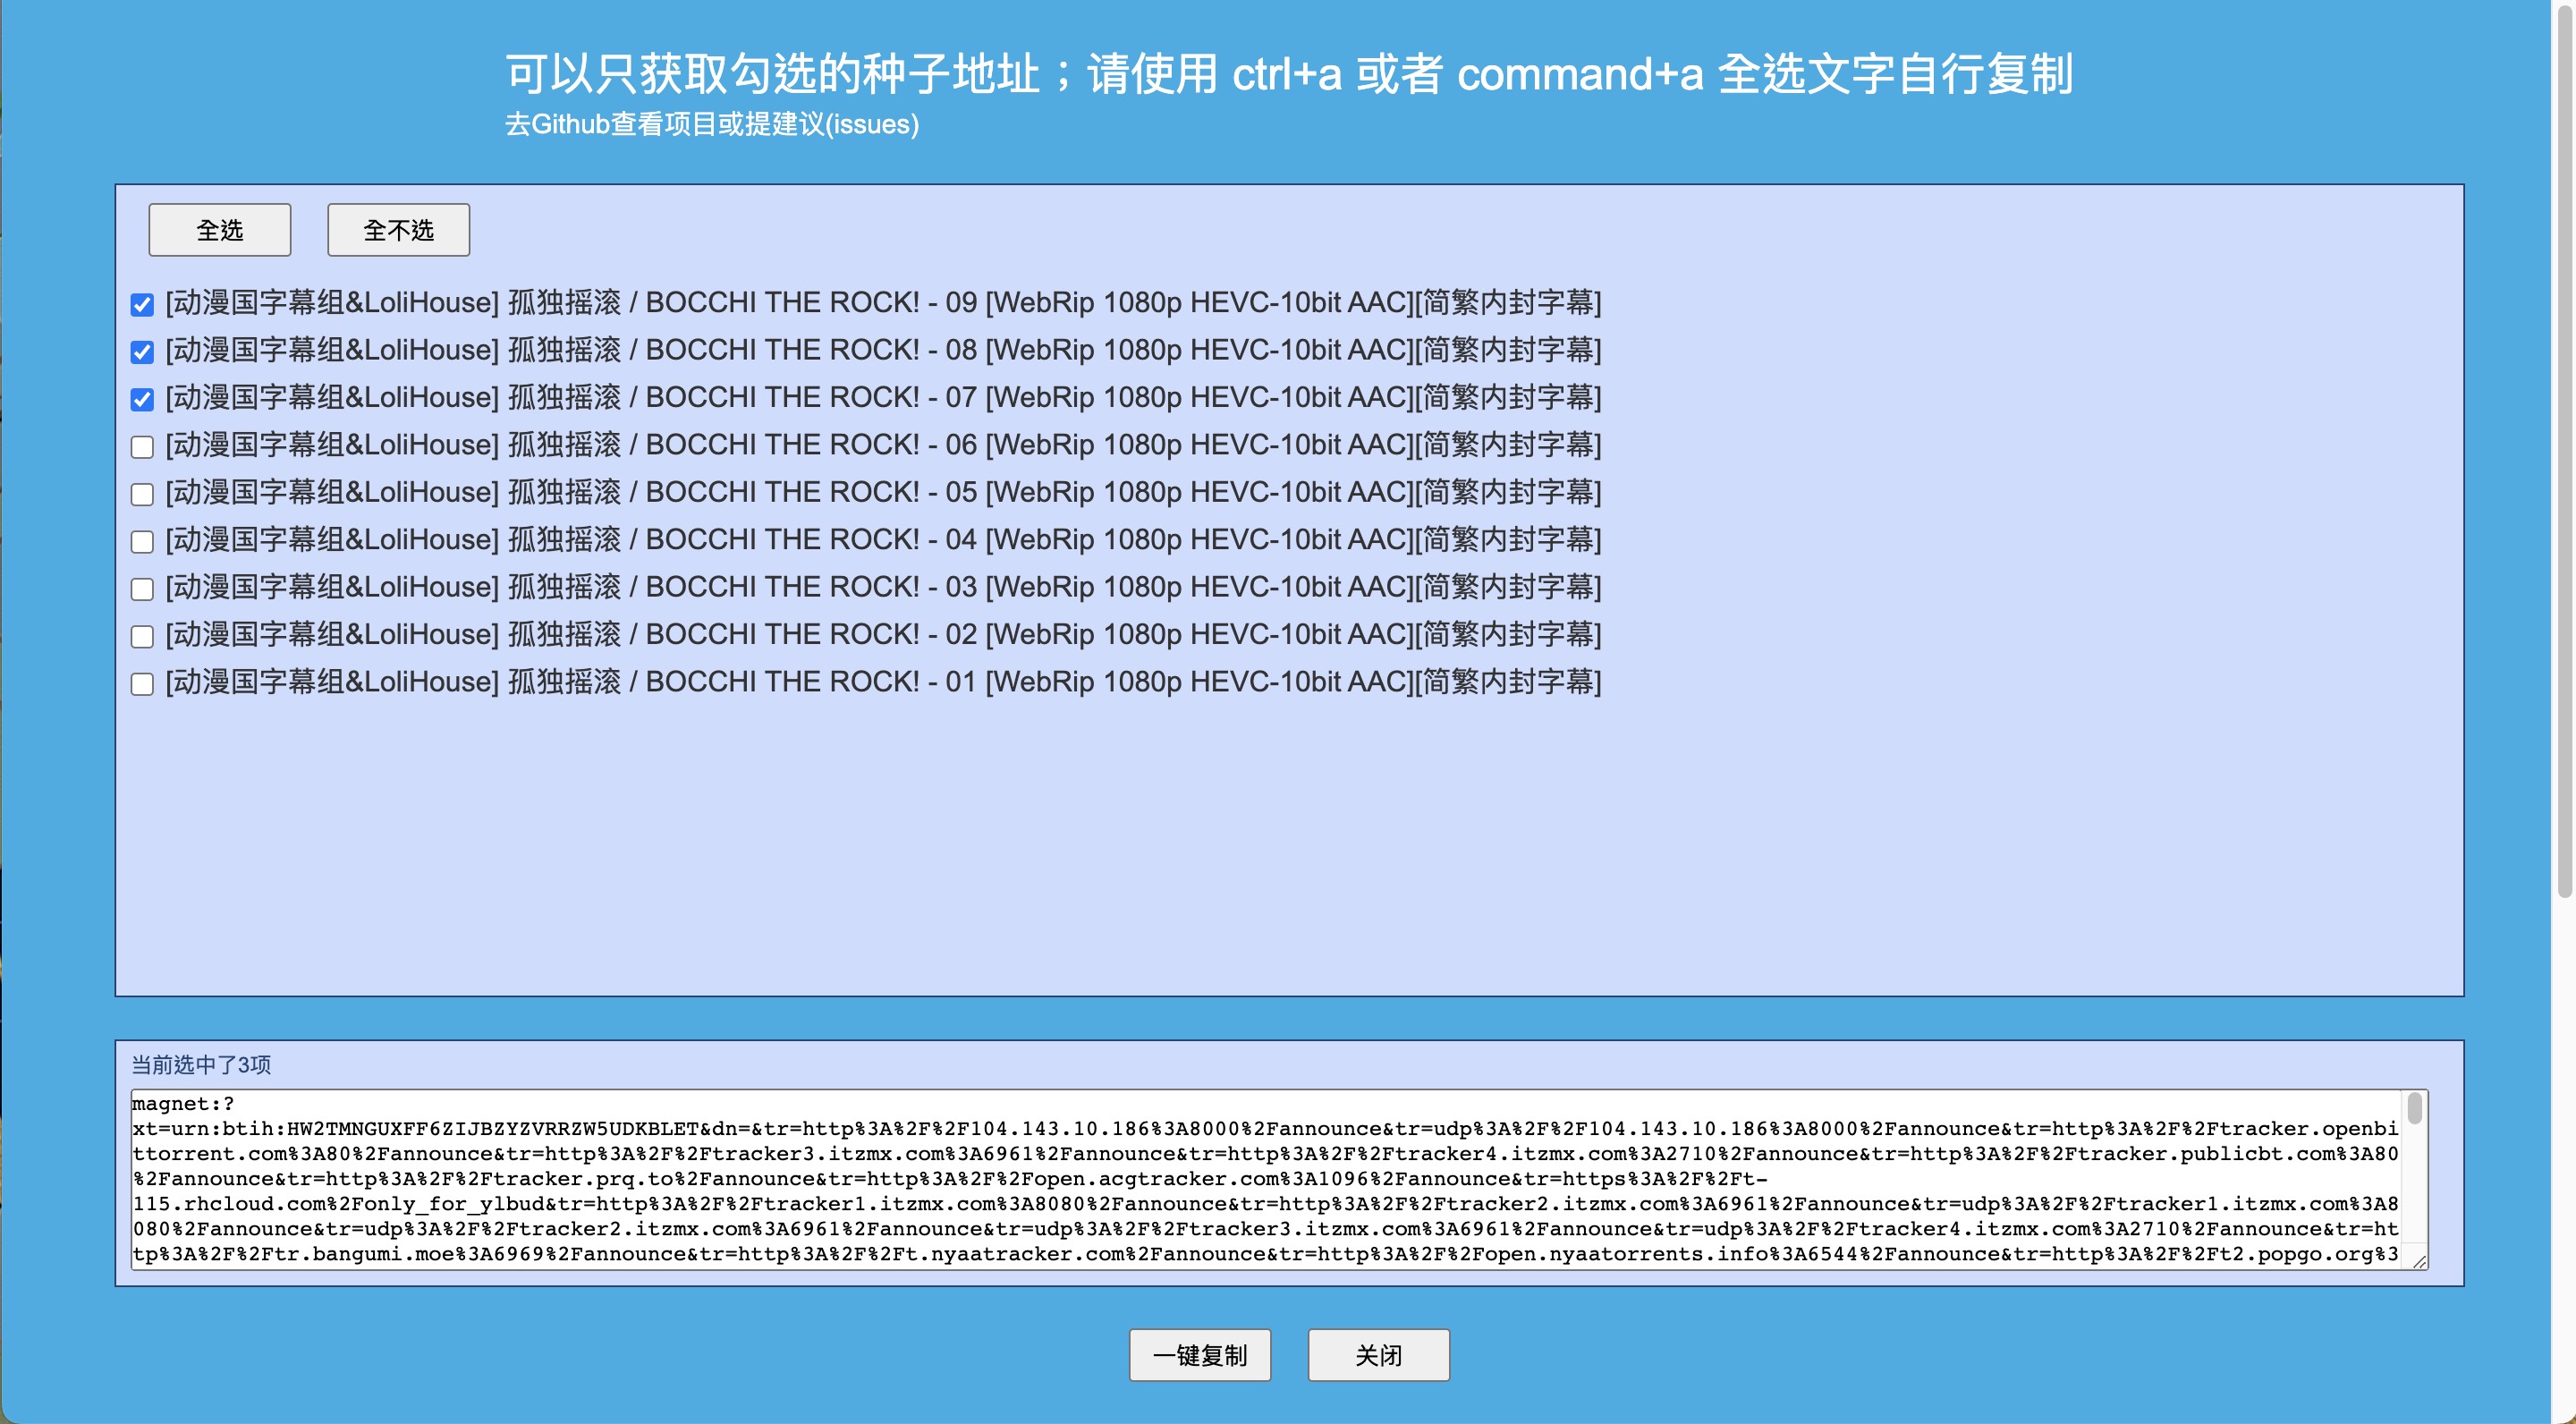 可以只获取勾选的种子地址；请使用 ctrl+a 或者 command+a 全选文字自行复制
去Github查看项目或提建议(issues)
全选 全不选
[动漫国字幕组&LoliHouse] 孤独摇滚 / BOCCHI THE ROCK! - 09 [WebRip 1080p HEVC-10bit AAC][简繁内封字幕]
[动漫国字幕组&LoliHouse] 孤独摇滚 / BOCCHI THE ROCK! - 08 [WebRip 1080p HEVC-10bit AAC][简繁内封字幕]
[动漫国字幕组&LoliHouse] 孤独摇滚 / BOCCHI THE ROCK! - 07 [WebRip 1080p HEVC-10bit AAC][简繁内封字幕]
[动漫国字幕组&LoliHouse] 孤独摇滚 / BOCCHI THE ROCK! - 06 [WebRip 1080p HEVC-10bit AAC][简繁内封字幕]
[动漫国字幕组&LoliHouse] 孤独摇滚 / BOCCHI THE ROCK! - 05 [WebRip 1080p HEVC-10bit AAC][简繁内封字幕]
[动漫国字幕组&LoliHouse] 孤独摇滚 / BOCCHI THE ROCK! - 04 [WebRip 1080p HEVC-10bit AAC][简繁内封字幕]
[动漫国字幕组&LoliHouse] 孤独摇滚 / BOCCHI THE ROCK! - 03 [WebRip 1080p HEVC-10bit AAC][简繁内封字幕]
[动漫国字幕组&LoliHouse] 孤独摇滚 / BOCCHI THE ROCK! - 02 [WebRip 1080p HEVC-10bit AAC][简繁内封字幕]
[动漫国字幕组&LoliHouse] 孤独摇滚 / BOCCHI THE ROCK! - 01 [WebRip 1080p HEVC-10bit AAC][简繁内封字幕]
当前选中了3项
magnet:?
xt=urn:btih:HW2TMNGUXFF6ZIJBZYZVRRZW5UDKBLET&dn=&tr=http%3A%2F%2F104.143.10.186%3A8000%2Fannounce&tr=udp%3A%2F%2F104.143.10.186%3A8000%2Fannounce&tr=http%3A%2F%2Ftracker.openbi
ttorrent.com%3A80%2Fannounce&tr=http%3A%2F%2Ftracker3.itzmx.com%3A6961%2Fannounce&tr=http%3A%2F%2Ftracker4.itzmx.com%3A2710%2Fannounce&tr=http%3A%2F%2Ftracker.publicbt.com%3A80
%2Fannounce&tr=http%3A%2F%2Ftracker.prq.to%2Fannounce&tr=http%3A%2F%2Fopen.acgtracker.com%3A1096%2Fannounce&tr=https%3A%2F%2Ft-
115.rhcloud.com%2Fonly_for_ylbud&tr=http%3A%2F%2Ftracker1.itzmx.com%3A8080%2Fannounce&tr=http%3A%2F%2Ftracker2.itzmx.com%3A6961%2Fannounce&tr=udp%3A%2F%2Ftracker1.itzmx.com%3A8
080%2Fannounce&tr=udp%3A%2F%2Ftracker2.itzmx.com%3A6961%2Fannounce&tr=udp%3A%2F%2Ftracker3.itzmx.com%3A6961%2Fannounce&tr=udp%3A%2F%2Ftracker4.itzmx.com%3A2710%2Fannounce&tr=ht
tp%3A%2F%2Ftr.bangumi.moe%3A6969%2Fannounce&tr=http%3A%2F%2Ft.nyaatracker.com%2Fannounce&tr=http%3A%2F%2Fopen.nyaatorrents.info%3A6544%2Fannounce&tr=http%3A%2F%2Ft2.popgo.org%3
一键复制 关闭